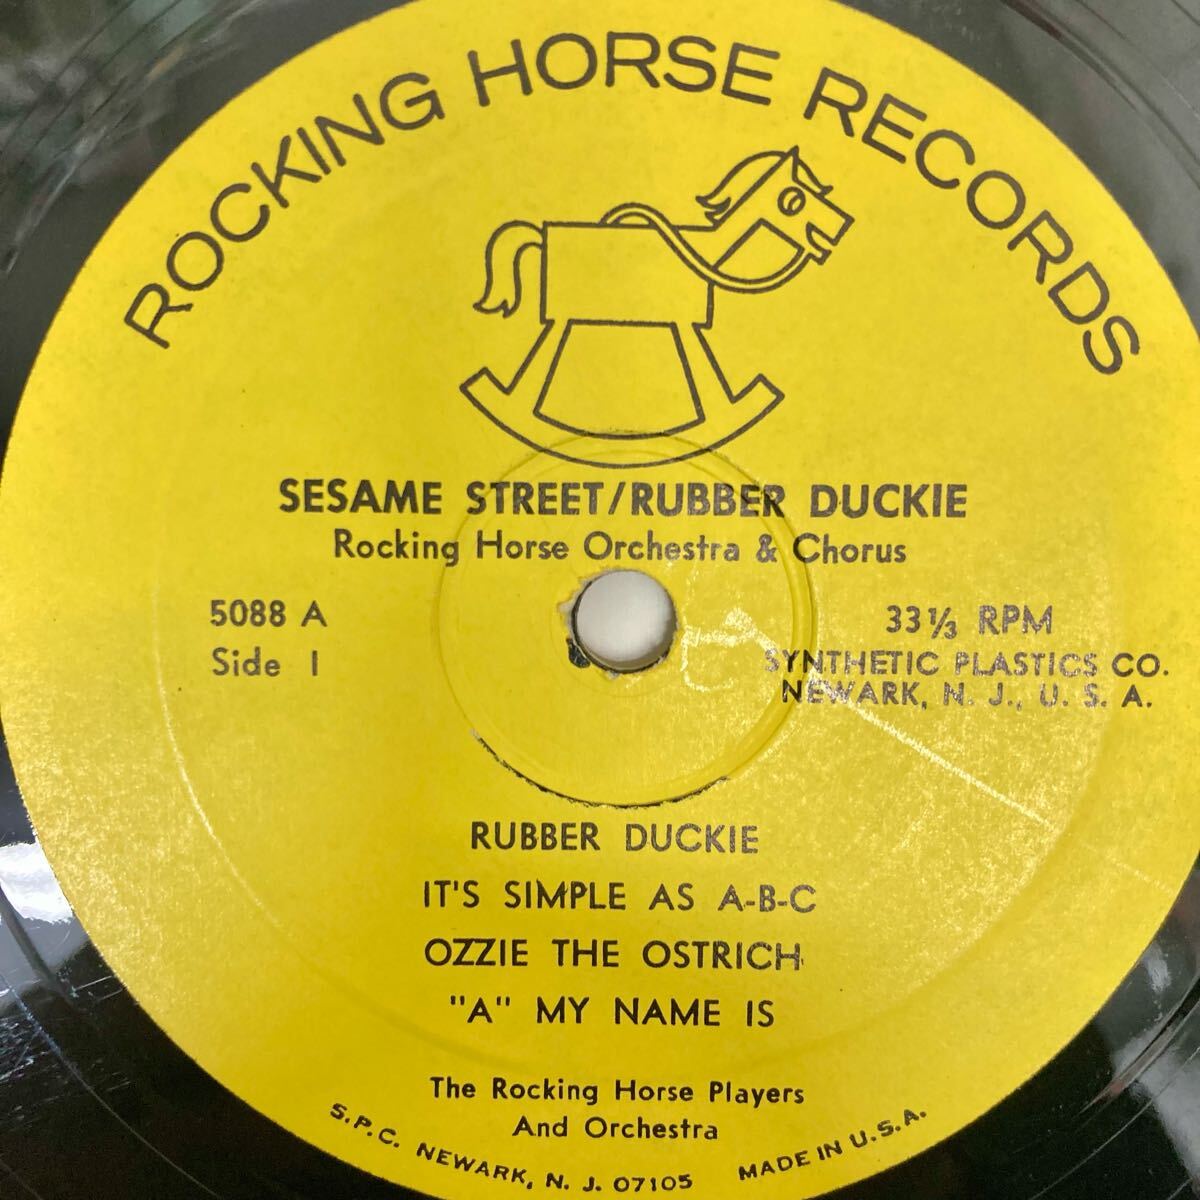 ROCKING HORSE RECORDS
SESAME STREET/RUBBER DUCKIE
Rocking Horse Orchestra & Chorus
5088 A
Side 1
33⅓ RPM
SYNTHETIC PLASTICS CO.
NEWARK, N. J., U. S. A.
RUBBER DUCKIE
IT'S SIMPLE AS A-B-C
OZZIE THE OSTRICH
"A" MY NAME IS
The Rocking Horse Players
And Orchestra
S.P.C. NEWARK, N. J. 07105 MADE IN U.S.A.